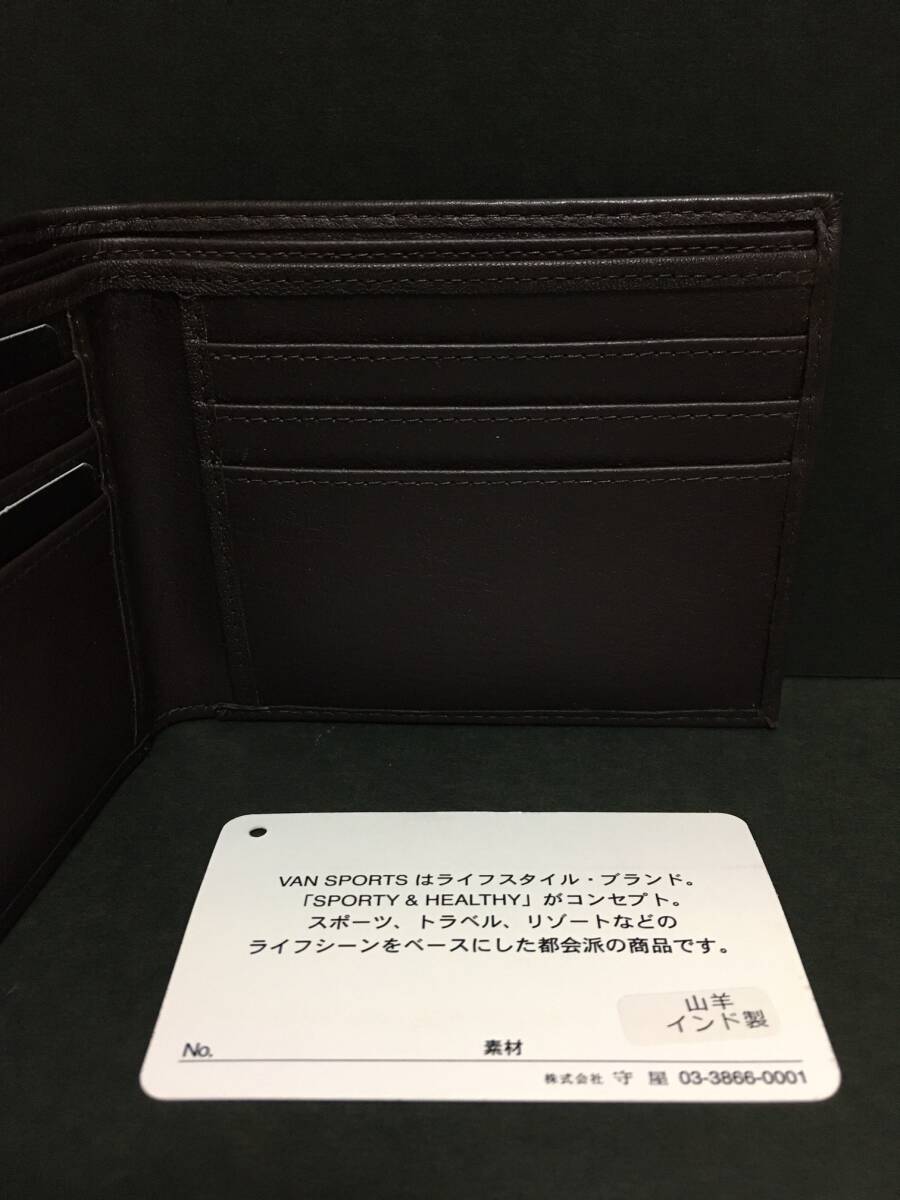 VAN SPORTS はライフスタイル・ブランド。
「SPORTY & HEALTHY」がコンセプト。
スポーツ、トラベル、リゾートなどの
ライフシーンをベースにした都会派の商品です。
山羊
インド製
No. 素材
株式会社 守屋 03-3866-0001